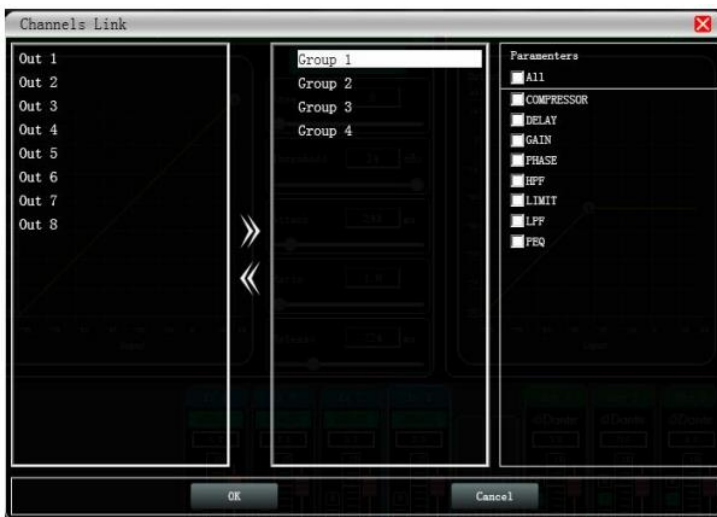 Channels Link
Out 1
Out 2
Out 3
Out 4
Out 5
Out 6
Out 7
Out 8
Group 1
Group 2
Group 3
Group 4
Paramenters
All
COMPRESSOR
DELAY
GAIN
PHASE
HPF
LIMIT
LPF
PEQ
OK
Cancel